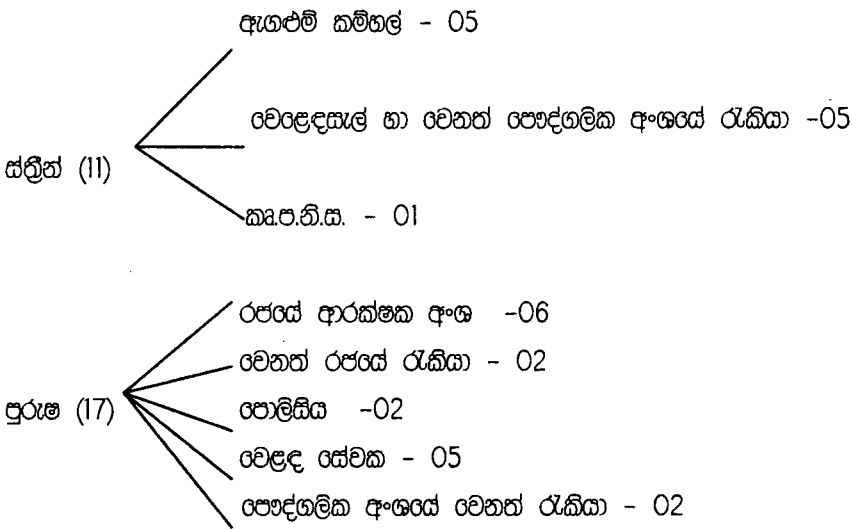 ඇගළුම් කම්හල් - 05
වෙළෙඳසැල් හා වෙනත් පෞද්ගලික අංශයේ රැකියා -05
ස්ත්‍රීන් (11)
කෘ.ප.නි.ස. - 01
රජයේ ආරක්ෂක අංශ -06
වෙනත් රජයේ රැකියා - 02
පුරුෂ (17)
පොලිසිය -02
වෙළඳ සේවක - 05
පෞද්ගලික අංශයේ වෙනත් රැකියා - 02